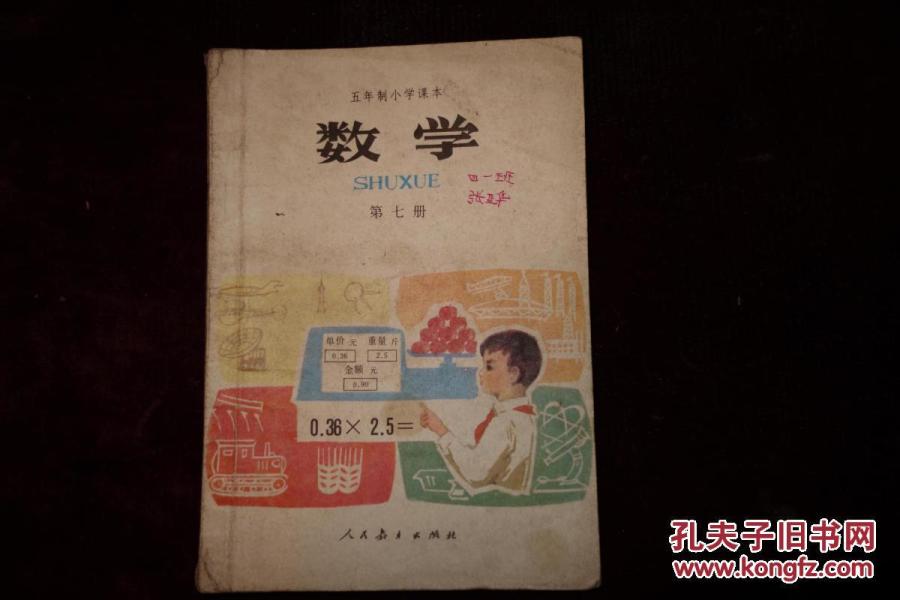 五年制小学课本
数学
SHUXUE
四一班
第七册
单价 元 重量 斤
0.36 2.5
金额 元
0.90
0.36 × 2.5 =
人民教育出版社
孔夫子旧书网
www.kongfz.com